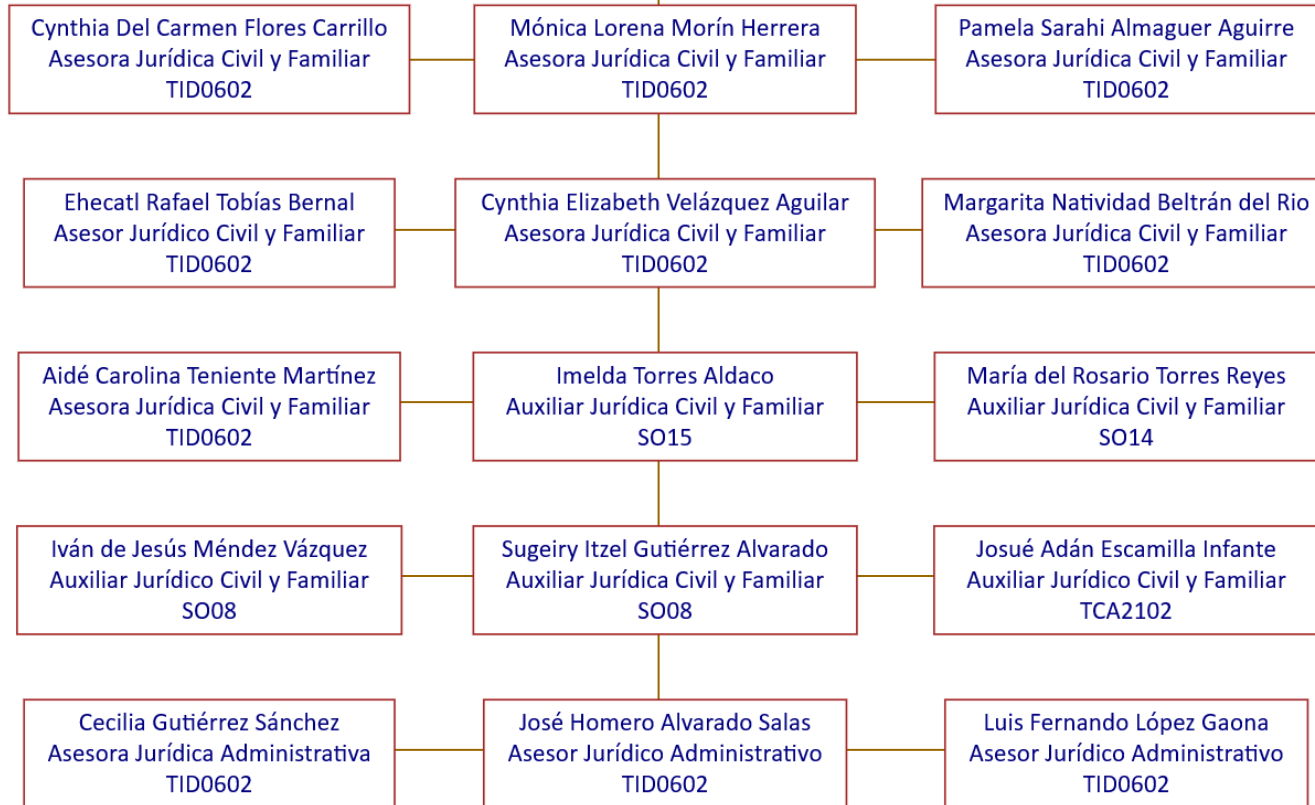 Cynthia Del Carmen Flores Carrillo
Asesora Jurídica Civil y Familiar
TID0602
Mónica Lorena Morín Herrera
Asesora Jurídica Civil y Familiar
TID0602
Pamela Sarahi Almaguer Aguirre
Asesora Jurídica Civil y Familiar
TID0602
Ehecatl Rafael Tobías Bernal
Asesor Jurídico Civil y Familiar
TID0602
Cynthia Elizabeth Velázquez Aguilar
Asesora Jurídica Civil y Familiar
TID0602
Margarita Natividad Beltrán del Rio
Asesora Jurídica Civil y Familiar
TID0602
Aidé Carolina Teniente Martínez
Asesora Jurídica Civil y Familiar
TID0602
Imelda Torres Aldaco
Auxiliar Jurídica Civil y Familiar
SO15
María del Rosario Torres Reyes
Auxiliar Jurídica Civil y Familiar
SO14
Iván de Jesús Méndez Vázquez
Auxiliar Jurídico Civil y Familiar
SO08
Sugeiry Itzel Gutiérrez Alvarado
Auxiliar Jurídica Civil y Familiar
SO08
Josué Adán Escamilla Infante
Auxiliar Jurídico Civil y Familiar
TCA2102
Cecilia Gutiérrez Sánchez
Asesora Jurídica Administrativa
TID0602
José Homero Alvarado Salas
Asesor Jurídico Administrativo
TID0602
Luis Fernando López Gaona
Asesor Jurídico Administrativo
TID0602